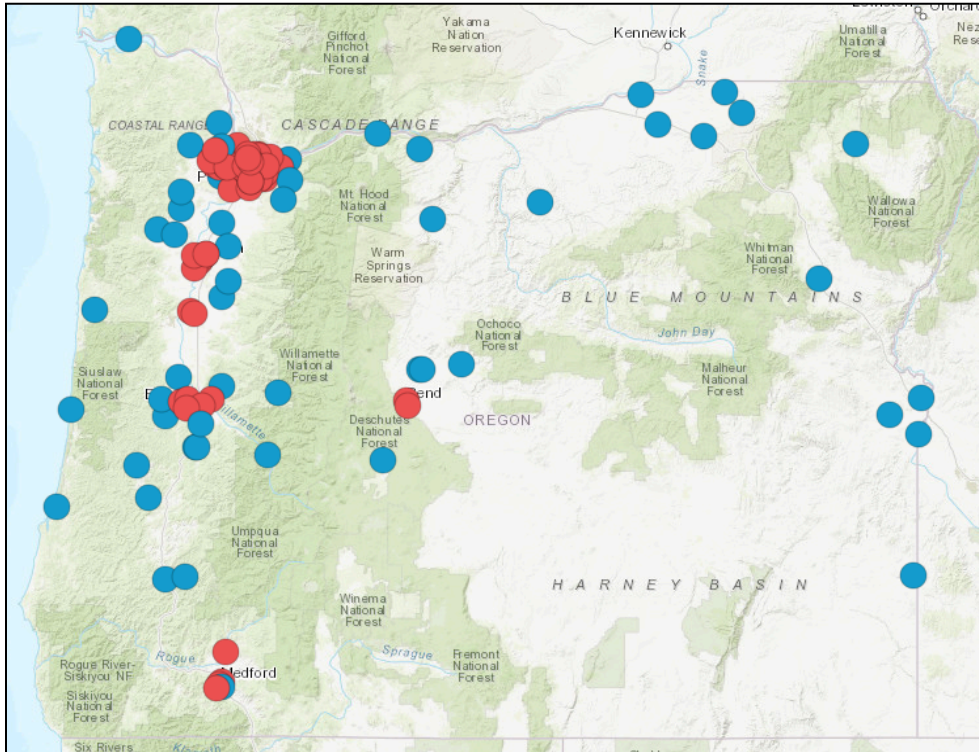 Yakama
Nation
Reservation
Kennewick
Umatilla
National
Forest
Gifford
Pinchot
National
Forest
Snake
COASTAL RANGE
CASCADE RANGE
Mt Hood
National
Forest
Wallowa
National
Forest
Warm
Springs
Reservation
Whitman
National
Forest
BLUE MOUNTAINS
John Day
Ochoco
National
Forest
Siuslaw
National
Forest
Willamette
National
Forest
Malheur
National
Forest
Bend
OREGON
Willamette
Deschutes
National
Forest
Umpqua
National
Forest
HARNEY BASIN
Winema
National
Forest
Rogue
Sprague
Fremont
National
Forest
Medford
Rogue River-
Siskiyou NF
Siskiyou
National
Forest
Six Rivers